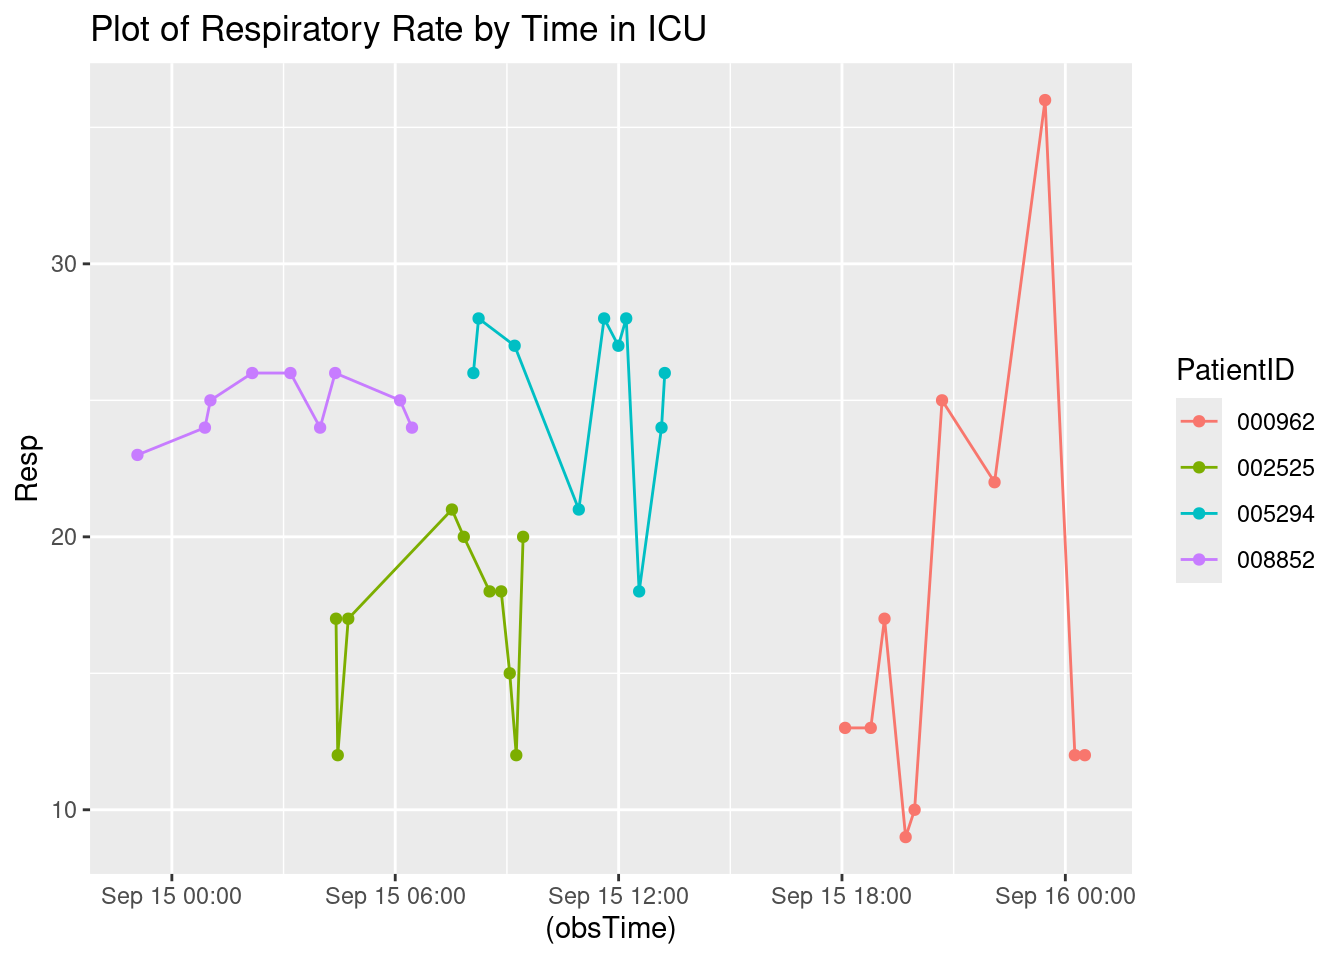 Plot of Respiratory Rate by Time in ICU
Resp
30
20
10
Sep 15 00:00
Sep 15 06:00
Sep 15 12:00
Sep 15 18:00
Sep 16 00:00
(obsTime)
PatientID
000962
002525
005294
008852